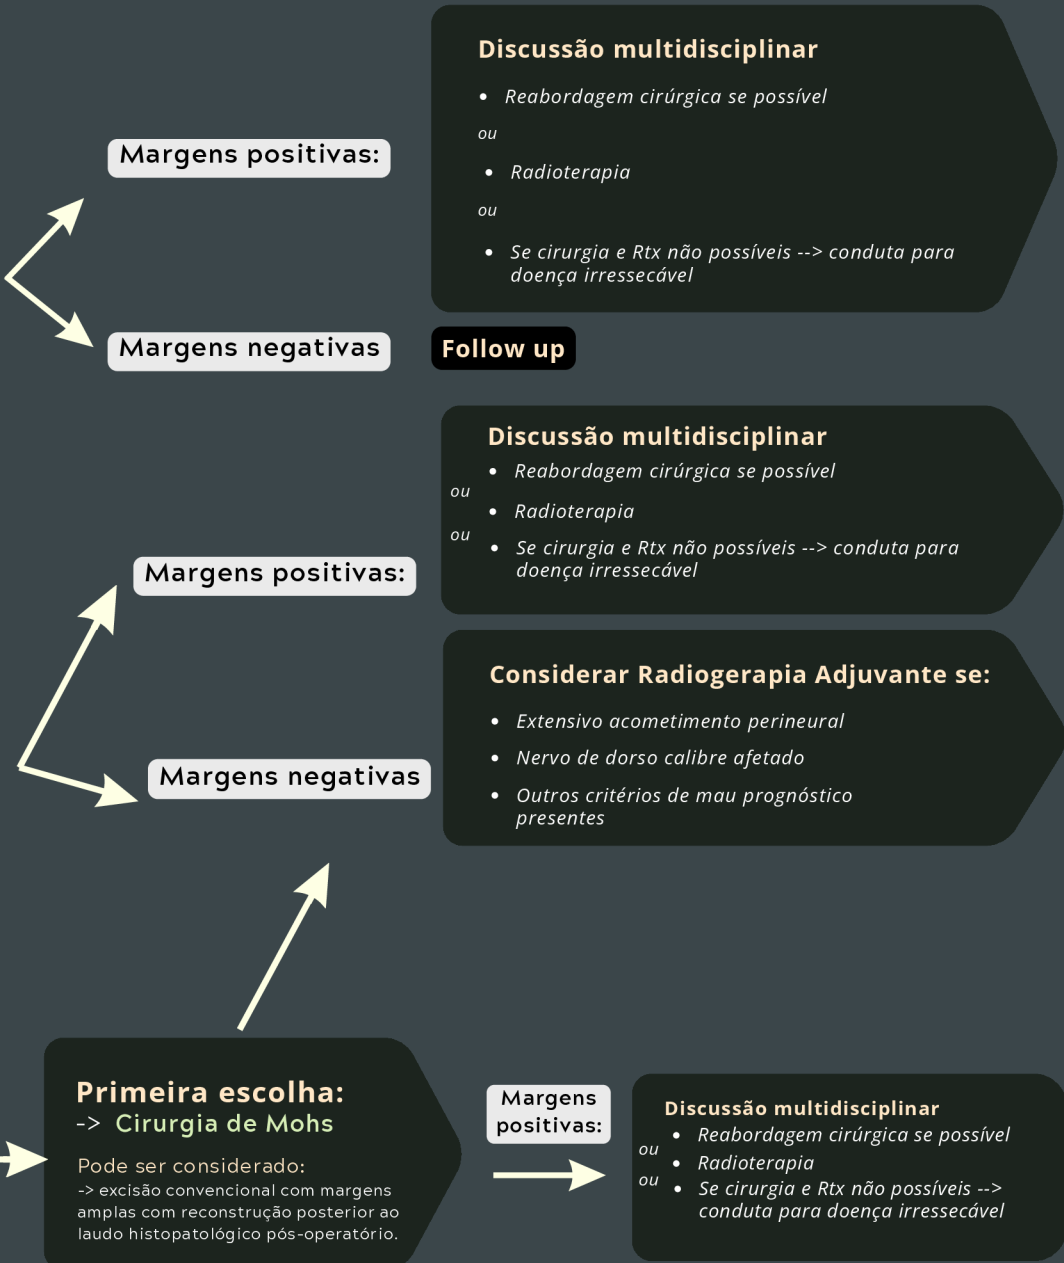 Discussão multidisciplinar
• Reabordagem cirúrgica se possível
ou
• Radioterapia
ou
• Se cirurgia e Rtx não possíveis --> conduta para
doença irressecável
Margens positivas:
Margens negativas
Follow up
Discussão multidisciplinar
• Reabordagem cirúrgica se possível
ou
• Radioterapia
ou
• Se cirurgia e Rtx não possíveis --> conduta para
doença irressecável
Margens positivas:
Considerar Radiogerapia Adjuvante se:
• Extensivo acometimento perineural
• Nervo de dorso calibre afetado
• Outros critérios de mau prognóstico
presentes
Margens negativas
Primeira escolha:
-> Cirurgia de Mohs
Pode ser considerado:
-> excisão convencional com margens
amplas com reconstrução posterior ao
laudo histopatológico pós-operatório.
Margens
positivas:
Discussão multidisciplinar
• Reabordagem cirúrgica se possível
ou
• Radioterapia
ou
• Se cirurgia e Rtx não possíveis -->
conduta para doença irressecável